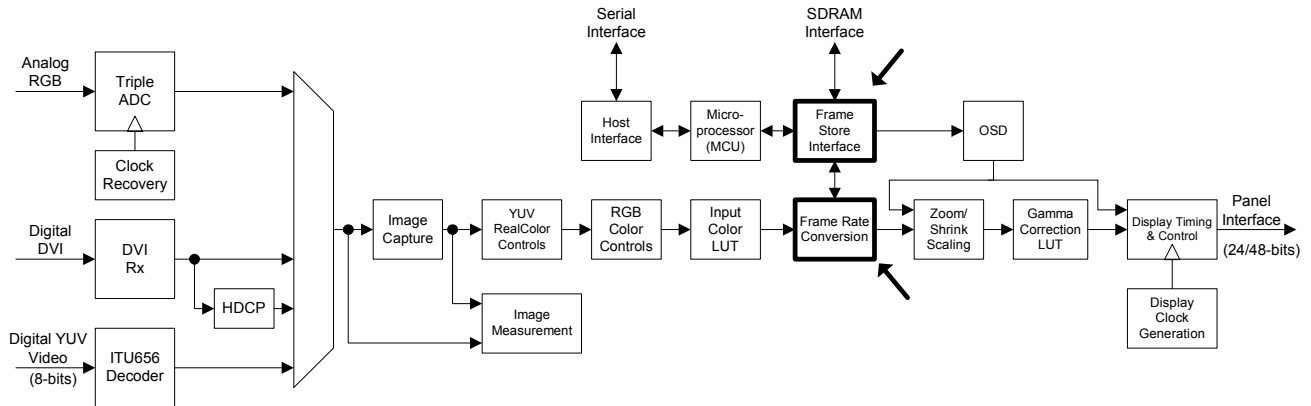 Serial
Interface
SDRAM
Interface
Analog
RGB
Triple
ADC
Clock
Recovery
Host
Interface
Micro-
processor
(MCU)
Frame
Store
Interface
OSD
Digital
DVI
DVI
Rx
HDCP
Image
Capture
YUV
RealColor
Controls
RGB
Color
Controls
Input
Color
LUT
Frame Rate
Conversion
Zoom/
Shrink
Scaling
Gamma
Correction
LUT
Display Timing
& Control
Panel
Interface
(24/48-bits)
Image
Measurement
Display
Clock
Generation
Digital YUV
Video
(8-bits)
ITU656
Decoder